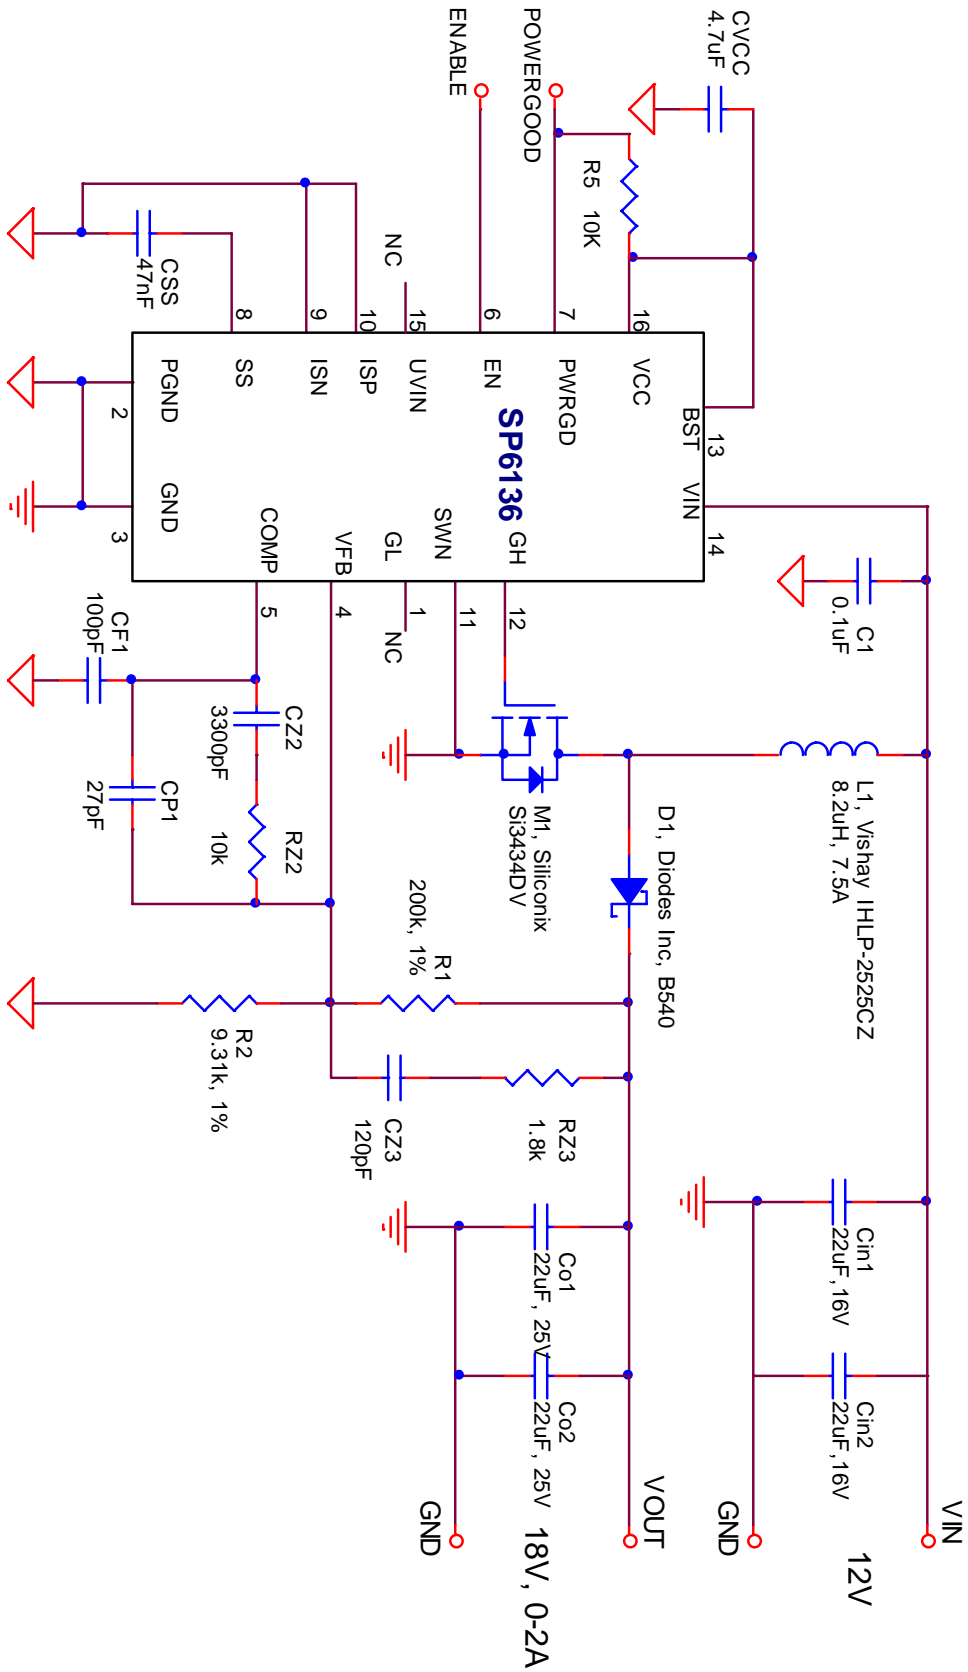 VIN
12V
GND
VOUT
18V, 0-2A
GND
Cin1
22uF,16V
Cin2
22uF,16V
Co1
22uF, 25V
Co2
22uF, 25V
L1, Vishay IHLP-2525CZ
8.2uH, 7.5A
C1
0.1uF
D1, Diodes Inc, B540
M1, Siliconix
Si3434DV
RZ3
1.8k
CZ3
120pF
R1
200k, 1%
R2
9.31k, 1%
CZ2
3300pF
RZ2
10k
CP1
27pF
CF1
100pF
CVCC
4.7uF
POWERGOOD
ENABLE
R5 10K
NC
CSS
47nF
SP6136
16
VCC
7
PWRGD
6
EN
15
UVIN
10
ISP
9
ISN
8
SS
BST
13
VIN
14
GH
12
SWN
11
GL
1
NC
VFB
4
COMP
5
PGND
2
GND
3